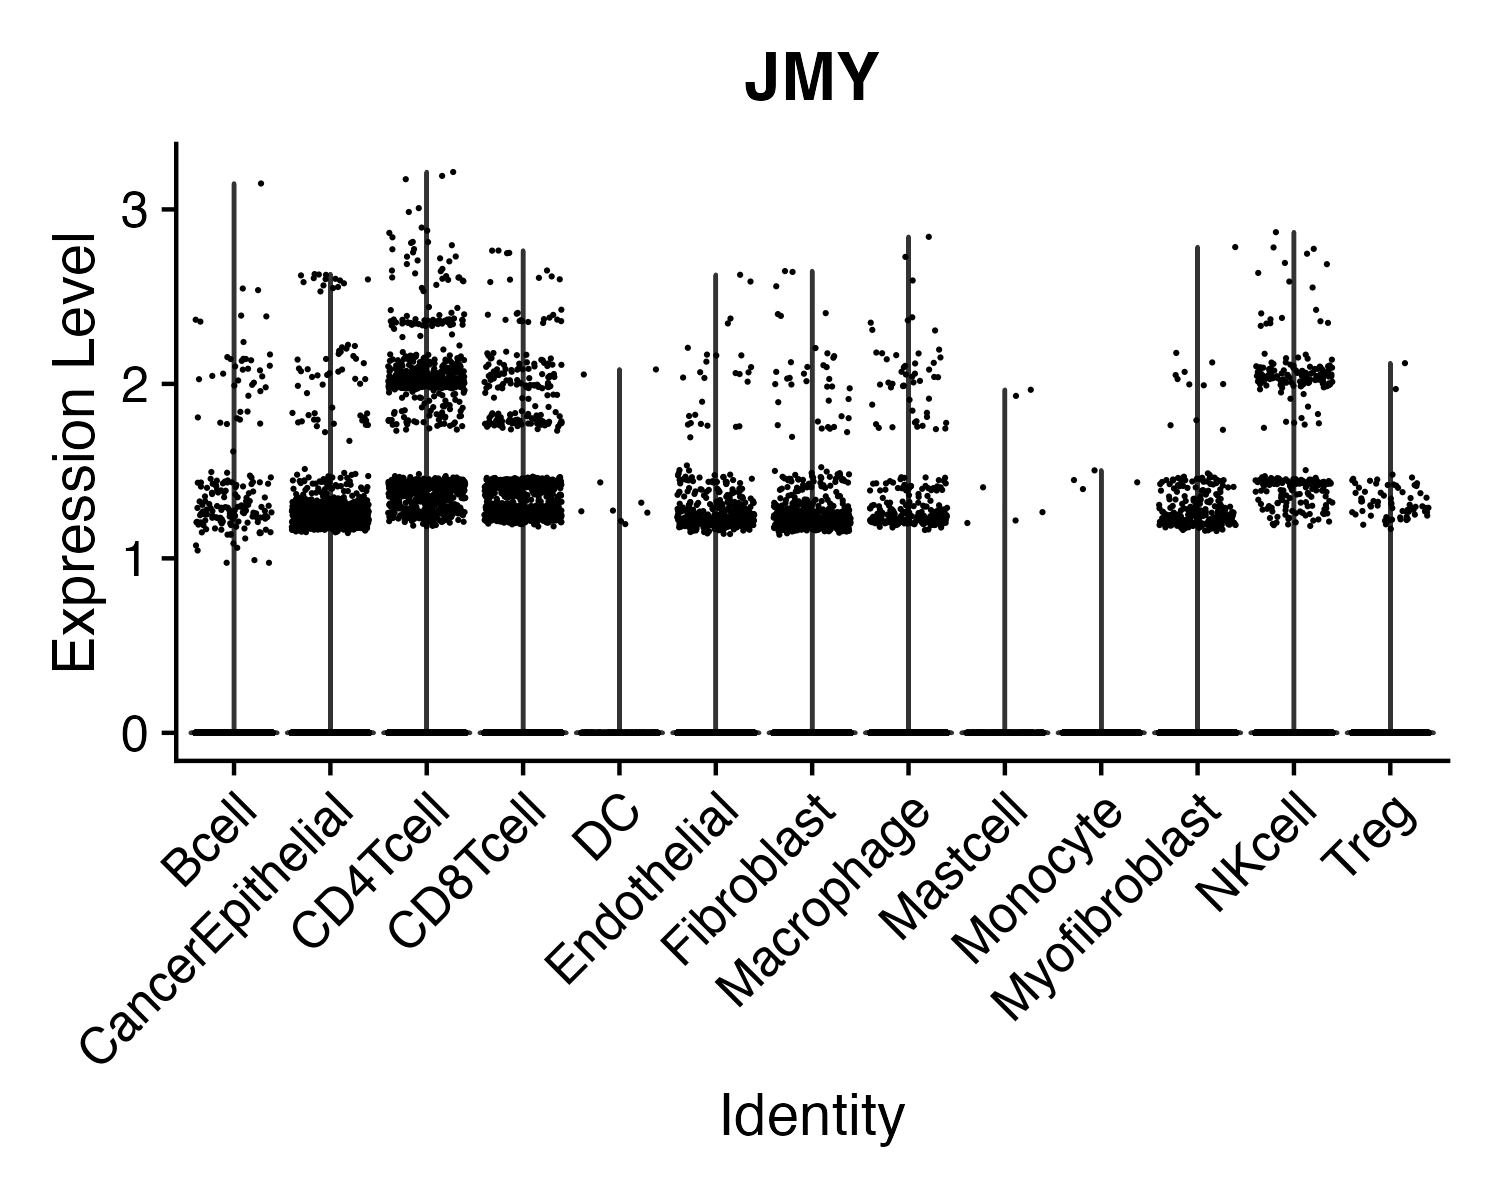 JMY
Expression Level
3
2
1
0
Bcell
CancerEpithelial
CD4Tcell
CD8Tcell
DC
Endothelial
Fibroblast
Macrophage
Mastcell
Monocyte
Myofibroblast
NKcell
Treg
Identity